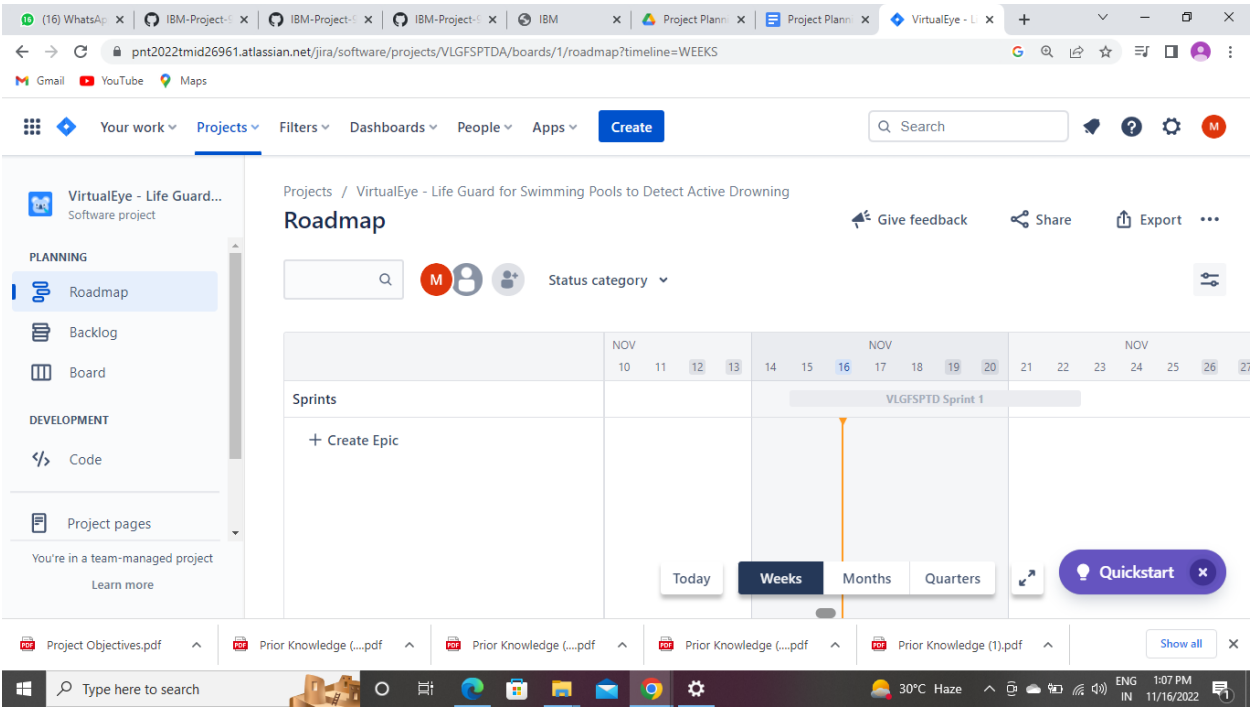 (16) WhatsAp
IBM-Project-
IBM-Project-
IBM-Project-
IBM
Project Plann
Project Plann
VirtualEye - Li
pnt2022tmid26961.atlassian.net/jira/software/projects/VLGFSPTDA/boards/1/roadmap?timeline=WEEKS
Gmail YouTube Maps
Your work Projects Filters Dashboards People Apps Create Search M
VirtualEye - Life Guard...
Software project
PLANNING
Roadmap
Backlog
Board
DEVELOPMENT
Code
Project pages
You're in a team-managed project
Learn more
Projects / VirtualEye - Life Guard for Swimming Pools to Detect Active Drowning
Roadmap
Give feedback Share Export
M Status category
NOV NOV NOV
10 11 12 13 14 15 16 17 18 19 20 21 22 23 24 25 26 27
Sprints VLGFSPTD Sprint 1
+ Create Epic
Today Weeks Months Quarters Quickstart
Project Objectives.pdf Prior Knowledge (....pdf Prior Knowledge (....pdf Prior Knowledge (....pdf Prior Knowledge (1).pdf Show all
Type here to search 30°C Haze ENG 1:07 PM
IN 11/16/2022 1